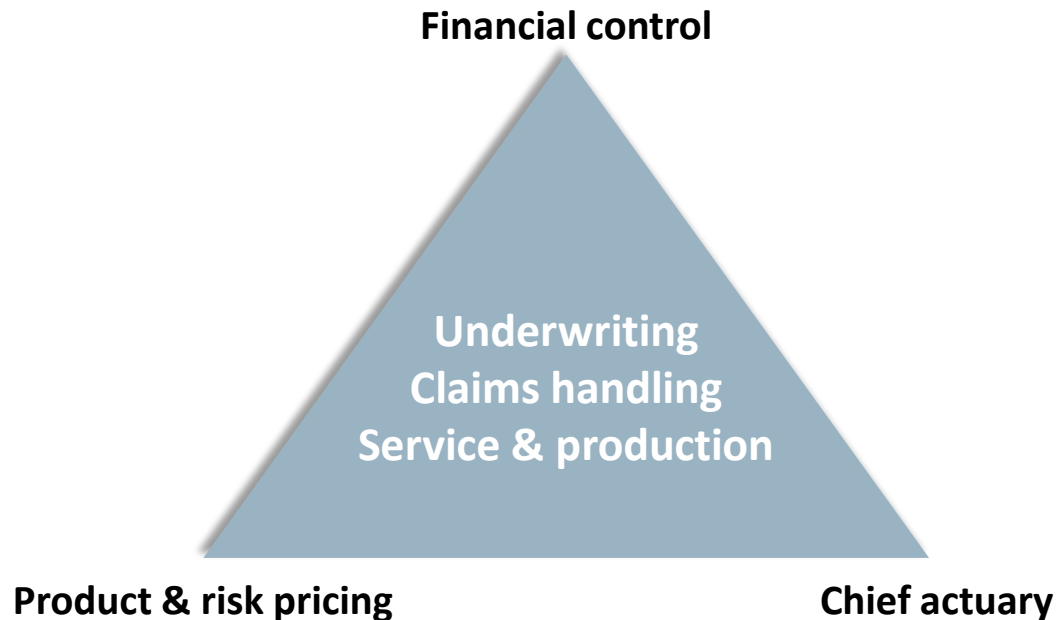 Financial control
Underwriting
Claims handling
Service & production
Product & risk pricing
Chief actuary